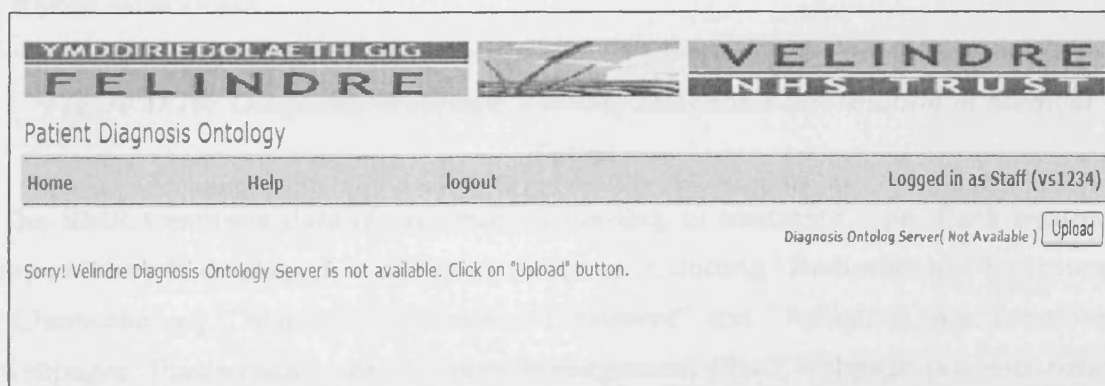 YMDDIRIEDOLAETH GIG
FELINDRE
VELINDRE
NHS TRUST
Patient Diagnosis Ontology
Home Help logout Logged in as Staff (vs1234)
Diagnosis Ontolog Server( Not Available ) Upload
Sorry! Velindre Diagnosis Ontology Server is not available. Click on "Upload" button.